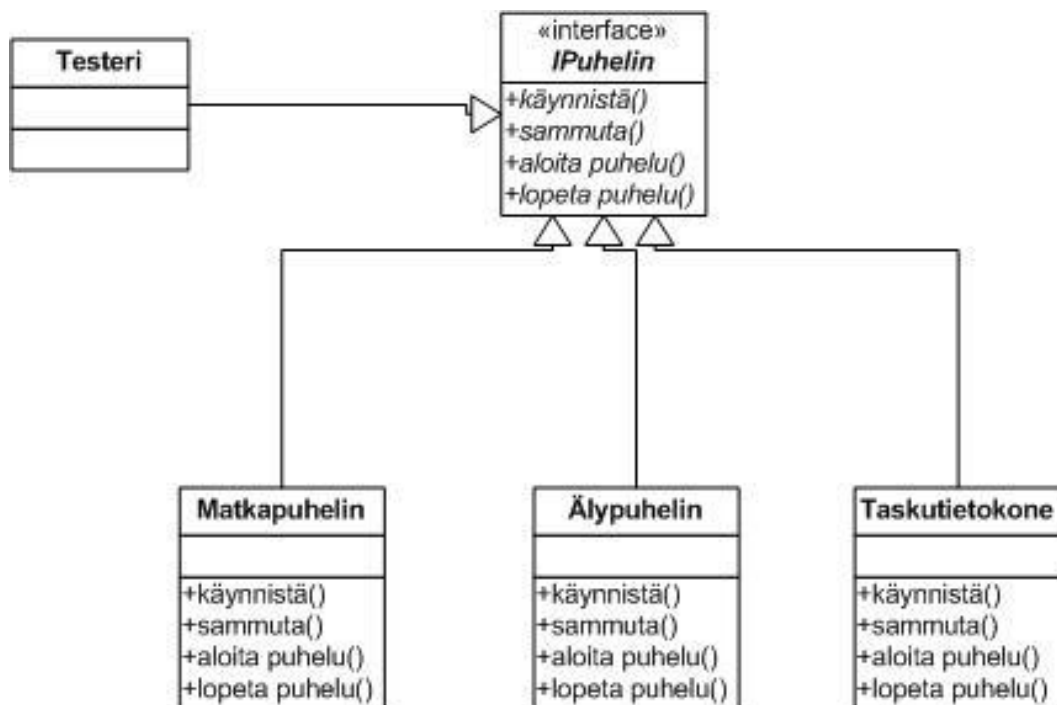 Testeri
«interface»
IPuhelin
+käynnistä()
+sammuta()
+aloita puhelu()
+lopeta puhelu()
Matkapuhelin
+käynnistä()
+sammuta()
+aloita puhelu()
+lopeta puhelu()
Älypuhelin
+käynnistä()
+sammuta()
+aloita puhelu()
+lopeta puhelu()
Taskutietokone
+käynnistä()
+sammuta()
+aloita puhelu()
+lopeta puhelu()